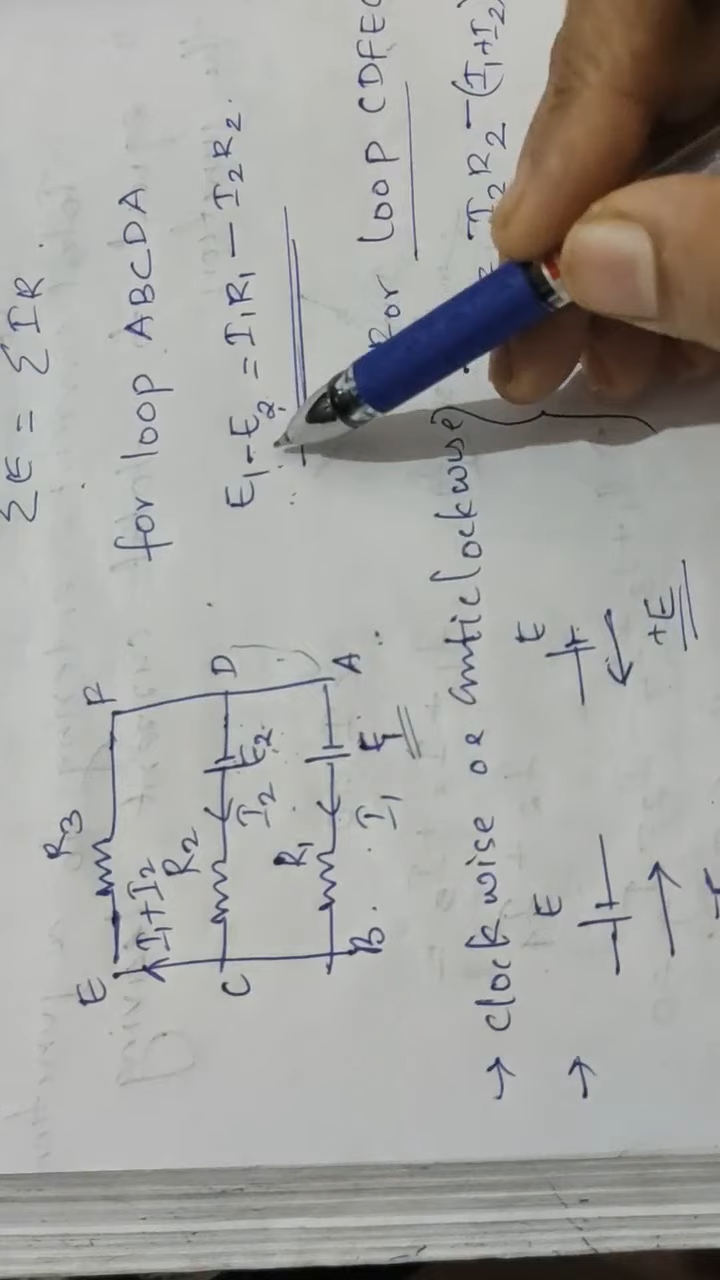 ΣE = ΣIR.
for loop ABCDA
E₁-E₂ = I₁R₁ - I₂R₂.
For Loop CDFEC
I₂R₂ - (I₁+I₂)
E R₃ F
I₁+I₂
R₂
C I₂ E₂ D
R₁
B. I₁ E₁ A
→ clockwise or anticlockwise
→ E E
+E